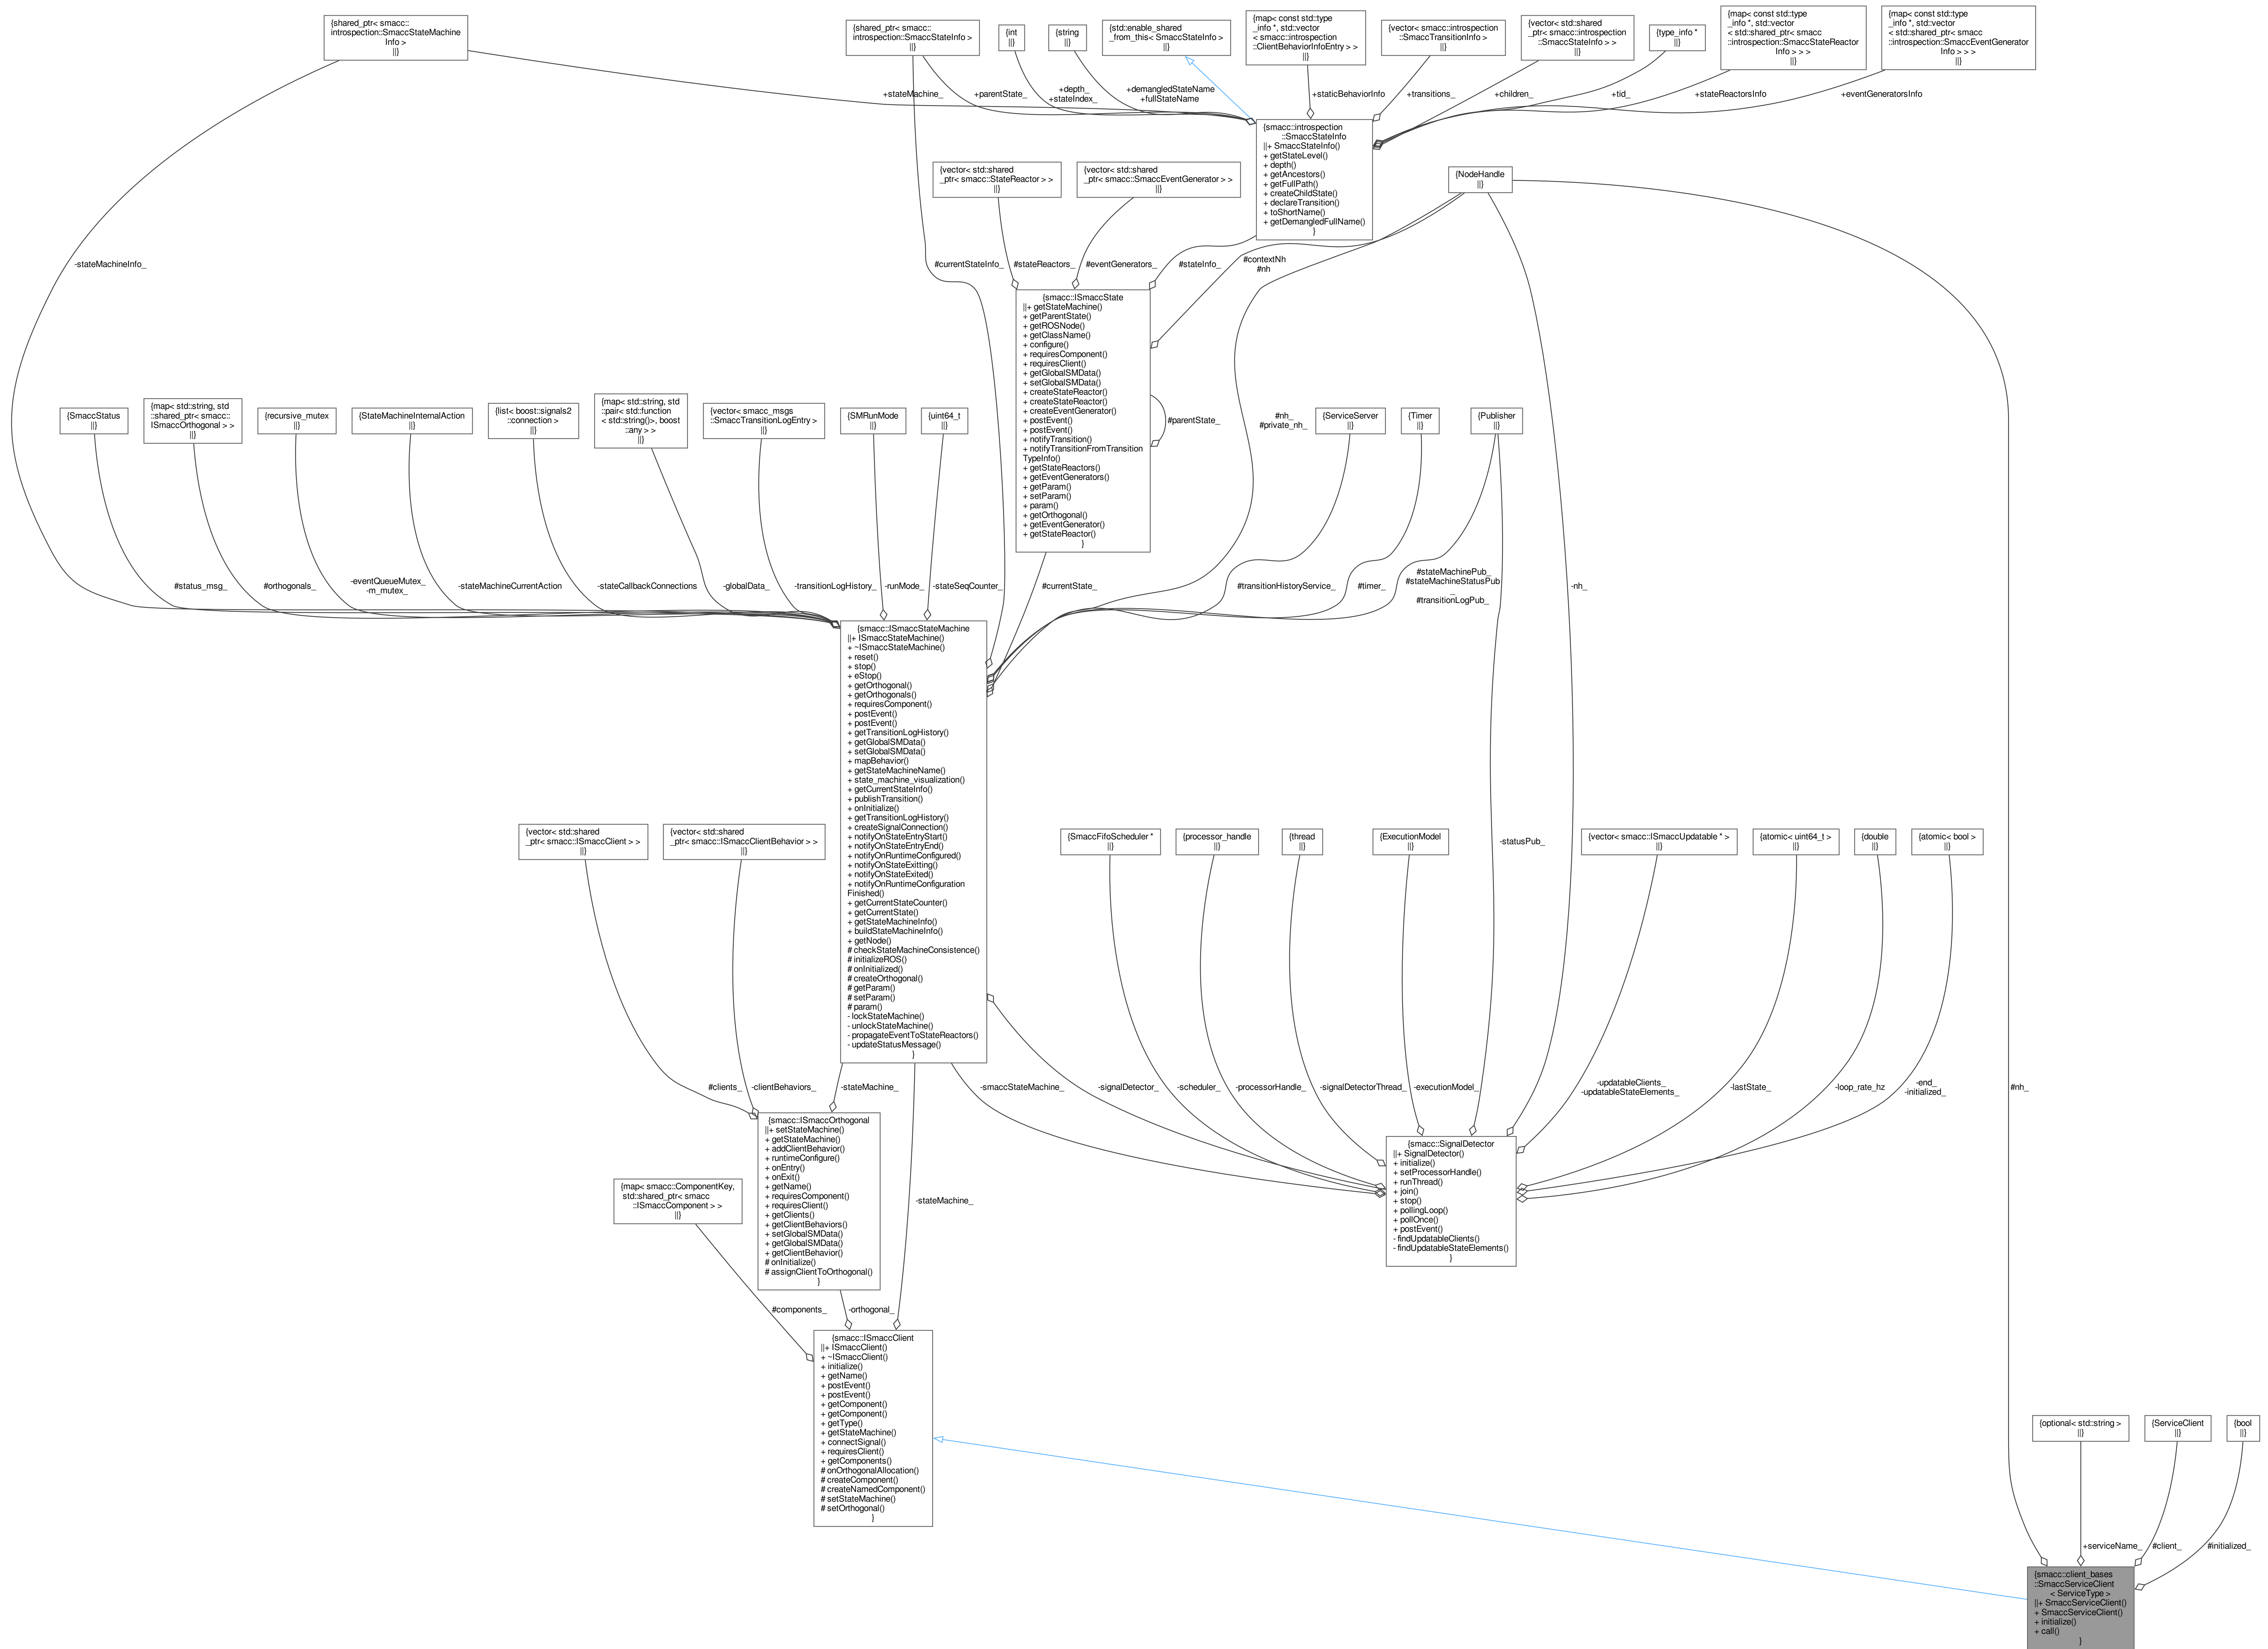 {shared_ptr< smacc::
introspection::SmaccStateMachine
Info >
||}
{shared_ptr< smacc::
introspection::SmaccStateInfo >
||}
{int
||}
{string
||}
{std::enable_shared
_from_this< SmaccStateInfo >
||}
{map< const std::type
_info *, std::vector
< smacc::introspection
::ClientBehaviorInfoEntry > >
||}
{vector< smacc::introspection
::SmaccTransitionInfo >
||}
{vector< std::shared
_ptr< smacc::introspection
::SmaccStateInfo > >
||}
{type_info *
||}
{map< const std::type
_info *, std::vector
< std::shared_ptr< smacc
::introspection::SmaccStateReactor
Info > > >
||}
{map< const std::type
_info *, std::vector
< std::shared_ptr< smacc
::introspection::SmaccEventGenerator
Info > > >
||}
+stateMachine_
+parentState_
+depth_
+stateIndex_
+demangledStateName
+fullStateName
+staticBehaviorInfo
+transitions_
+children_
+tid_
+stateReactorsInfo
+eventGeneratorsInfo
{smacc::introspection
::SmaccStateInfo
||+ SmaccStateInfo()
+ getStateLevel()
+ depth()
+ getAncestors()
+ getFullPath()
+ createChildState()
+ declareTransition()
+ toShortName()
+ getDemangledFullName()
}
{vector< std::shared
_ptr< smacc::StateReactor > >
||}
{vector< std::shared
_ptr< smacc::SmaccEventGenerator > >
||}
{NodeHandle
||}
-stateMachineInfo_
#currentStateInfo_
#stateReactors_
#eventGenerators_
#stateInfo_
#contextNh
#nh
{smacc::ISmaccState
||+ getStateMachine()
+ getParentState()
+ getROSNode()
+ getClassName()
+ configure()
+ requiresComponent()
+ requiresClient()
+ getGlobalSMData()
+ setGlobalSMData()
+ createStateReactor()
+ createStateReactor()
+ createEventGenerator()
+ postEvent()
+ postEvent()
+ notifyTransition()
+ notifyTransitionFromTransition
TypeInfo()
+ getStateReactors()
+ getEventGenerators()
+ getParam()
+ setParam()
+ param()
+ getOrthogonal()
+ getEventGenerator()
+ getStateReactor()
}
#parentState_
#nh_
#private_nh_
{SmaccStatus
||}
{map< std::string, std
::shared_ptr< smacc::
ISmaccOrthogonal > >
||}
{recursive_mutex
||}
{StateMachineInternalAction
||}
{list< boost::signals2
::connection >
||}
{map< std::string, std
::pair< std::function
< std::string()>, boost
::any > >
||}
{vector< smacc_msgs
::SmaccTransitionLogEntry >
||}
{SMRunMode
||}
{uint64_t
||}
{ServiceServer
||}
{Timer
||}
{Publisher
||}
#status_msg_
#orthogonals_
-eventQueueMutex_
-m_mutex_
-stateMachineCurrentAction
-stateCallbackConnections
-globalData_
-transitionLogHistory_
-runMode_
-stateSeqCounter_
#currentState_
#transitionHistoryService_
#timer_
#stateMachinePub_
#stateMachineStatusPub
_
#transitionLogPub_
-nh_
{smacc::ISmaccStateMachine
||+ ISmaccStateMachine()
+ ~ISmaccStateMachine()
+ reset()
+ stop()
+ eStop()
+ getOrthogonal()
+ getOrthogonals()
+ requiresComponent()
+ postEvent()
+ postEvent()
+ getTransitionLogHistory()
+ getGlobalSMData()
+ setGlobalSMData()
+ mapBehavior()
+ getStateMachineName()
+ state_machine_visualization()
+ getCurrentStateInfo()
+ publishTransition()
+ onInitialize()
+ getTransitionLogHistory()
+ createSignalConnection()
+ notifyOnStateEntryStart()
+ notifyOnStateEntryEnd()
+ notifyOnRuntimeConfigured()
+ notifyOnStateExitting()
+ notifyOnStateExited()
+ notifyOnRuntimeConfiguration
Finished()
+ getCurrentStateCounter()
+ getCurrentState()
+ getStateMachineInfo()
+ buildStateMachineInfo()
+ getNode()
# checkStateMachineConsistence()
# initializeROS()
# onInitialized()
# createOrthogonal()
# getParam()
# setParam()
# param()
- lockStateMachine()
- unlockStateMachine()
- propagateEventToStateReactors()
- updateStatusMessage()
}
{vector< std::shared
_ptr< smacc::ISmaccClient > >
||}
{vector< std::shared
_ptr< smacc::ISmaccClientBehavior > >
||}
{SmaccFifoScheduler *
||}
{processor_handle
||}
{thread
||}
{ExecutionModel
||}
-statusPub_
{vector< smacc::ISmaccUpdatable * >
||}
{atomic< uint64_t >
||}
{double
||}
{atomic< bool >
||}
#clients_
-clientBehaviors_
-stateMachine_
-smaccStateMachine_
-signalDetector_
-scheduler_
-processorHandle_
-signalDetectorThread_
-executionModel_
-updatableClients_
-updatableStateElements_
-lastState_
-loop_rate_hz
-end_
-initialized_
#nh_
{smacc::ISmaccOrthogonal
||+ setStateMachine()
+ getStateMachine()
+ addClientBehavior()
+ runtimeConfigure()
+ onEntry()
+ onExit()
+ getName()
+ requiresComponent()
+ requiresClient()
+ getClients()
+ getClientBehaviors()
+ setGlobalSMData()
+ getGlobalSMData()
+ getClientBehavior()
# onInitialize()
# assignClientToOrthogonal()
}
{smacc::SignalDetector
||+ SignalDetector()
+ initialize()
+ setProcessorHandle()
+ runThread()
+ join()
+ stop()
+ pollingLoop()
+ pollOnce()
+ postEvent()
- findUpdatableClients()
- findUpdatableStateElements()
}
{map< smacc::ComponentKey,
std::shared_ptr< smacc
::ISmaccComponent > >
||}
-stateMachine_
#components_
-orthogonal_
{smacc::ISmaccClient
||+ ISmaccClient()
+ ~ISmaccClient()
+ initialize()
+ getName()
+ postEvent()
+ postEvent()
+ getComponent()
+ getComponent()
+ getType()
+ getStateMachine()
+ connectSignal()
+ requiresClient()
+ getComponents()
# onOrthogonalAllocation()
# createComponent()
# createNamedComponent()
# setStateMachine()
# setOrthogonal()
}
{optional< std::string >
||}
{ServiceClient
||}
{bool
||}
+serviceName_
#client_
#initialized_
{smacc::client_bases
::SmaccServiceClient
< ServiceType >
||+ SmaccServiceClient()
+ SmaccServiceClient()
+ initialize()
+ call()
}